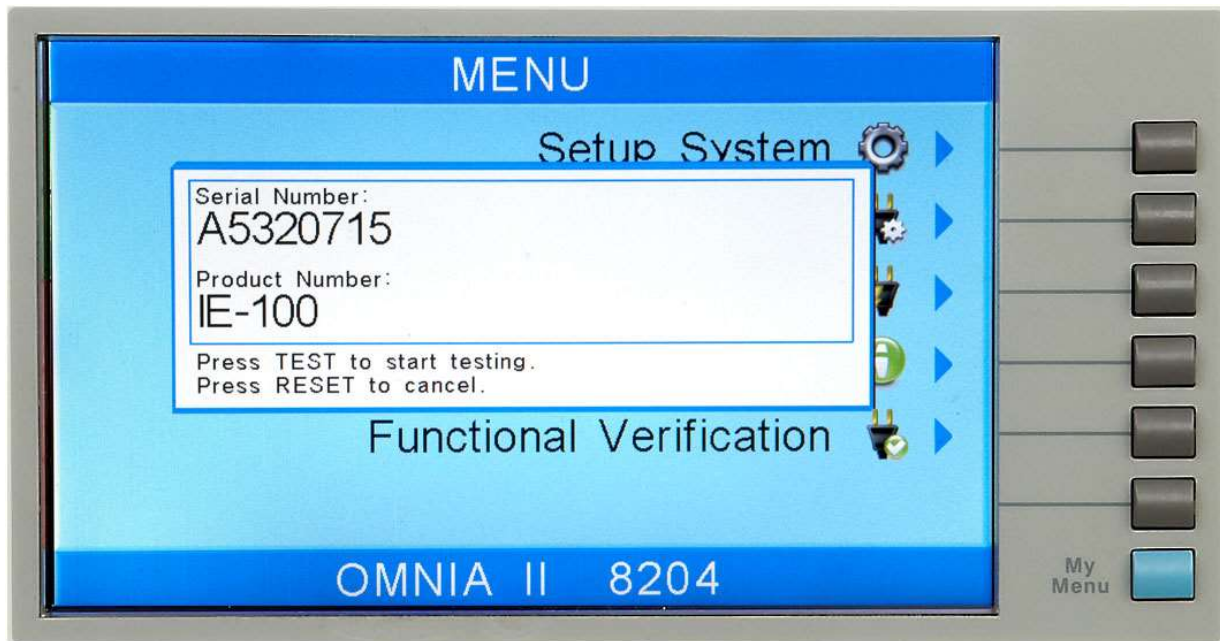 MENU
Setup System
Serial Number:
A5320715
Product Number:
IE-100
Press TEST to start testing.
Press RESET to cancel.
Functional Verification
OMNIA II 8204
My
Menu